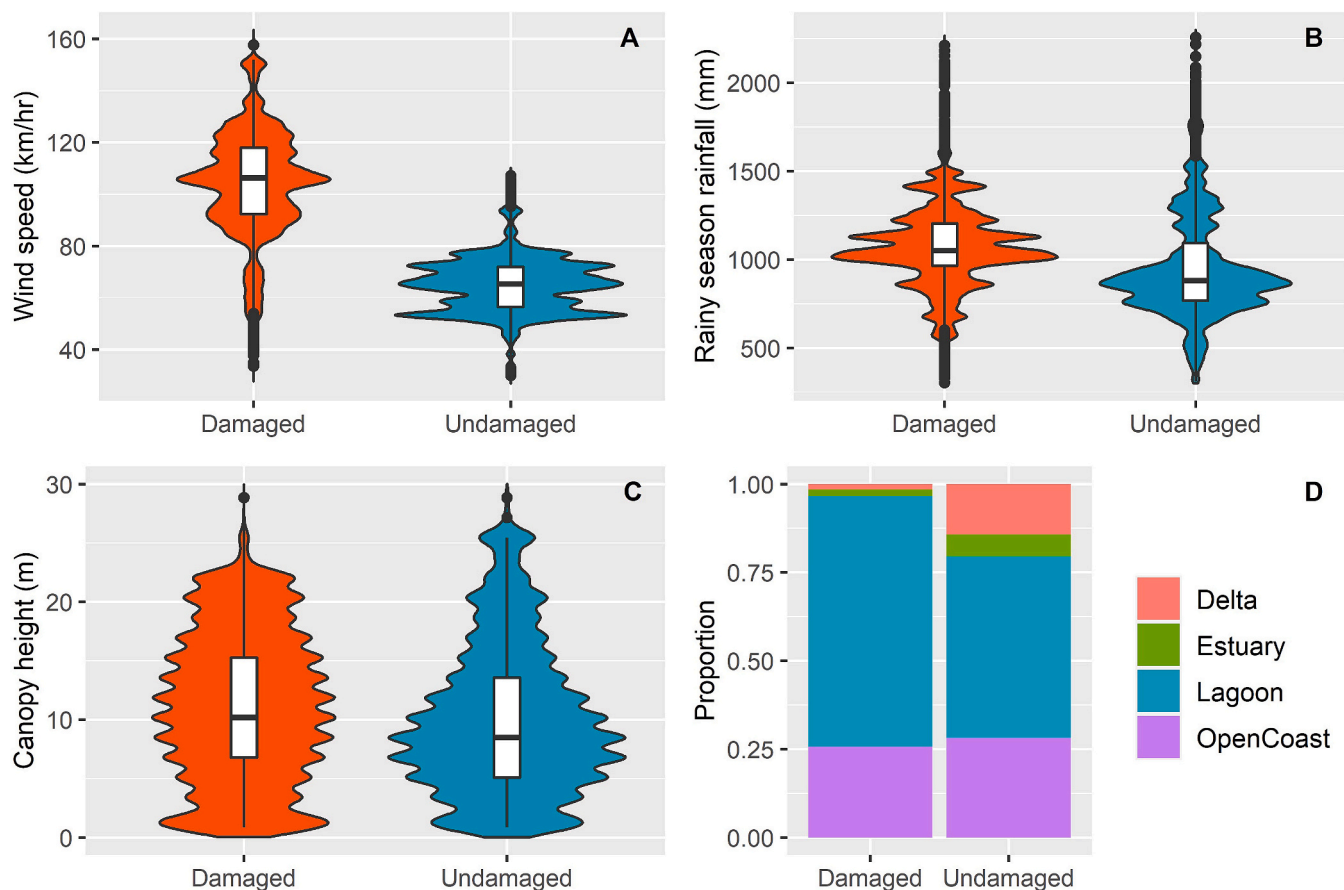 A
Wind speed (km/hr)
160
120
80
40
Damaged
Undamaged
B
Rainy season rainfall (mm)
2000
1500
1000
500
Damaged
Undamaged
C
Canopy height (m)
30
20
10
0
Damaged
Undamaged
D
Proportion
1.00
0.75
0.50
0.25
0.00
Damaged
Undamaged
Delta
Estuary
Lagoon
OpenCoast